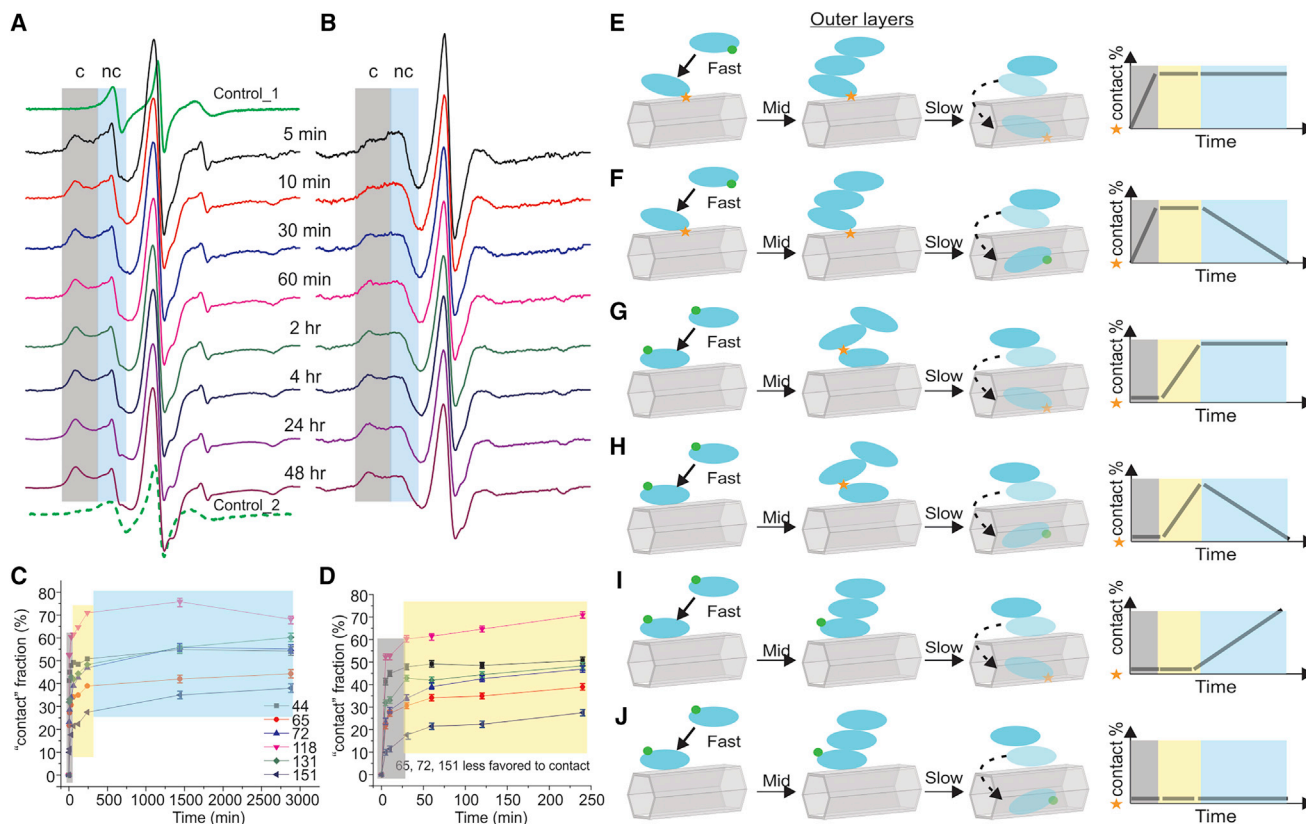 A
c
nc
Control_1
5 min
10 min
30 min
60 min
2 hr
4 hr
24 hr
48 hr
Control_2
B
c
nc
C
"contact" fraction (%)
80
70
60
50
40
30
20
10
0
44
65
72
118
131
151
0
500
1000
1500
2000
2500
3000
Time (min)
D
"contact" fraction (%)
80
70
60
50
40
30
20
10
0
65, 72, 151 less favored to contact
0
50
100
150
200
250
Time (min)
Outer layers
E
Fast
Mid
Slow
contact %
Time
F
Fast
Mid
Slow
contact %
Time
G
Fast
Mid
Slow
contact %
Time
H
Fast
Mid
Slow
contact %
Time
I
Fast
Mid
Slow
contact %
Time
J
Fast
Mid
Slow
contact %
Time